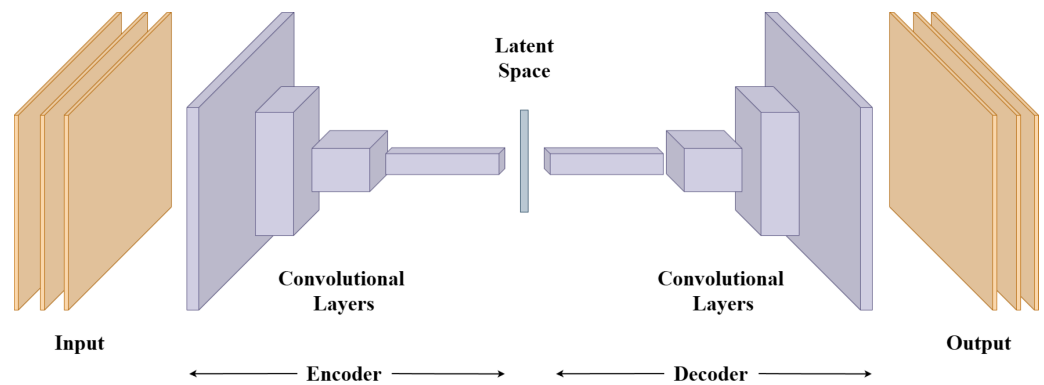 Latent
Space
Convolutional
Layers
Convolutional
Layers
Input
Output
Encoder
Decoder